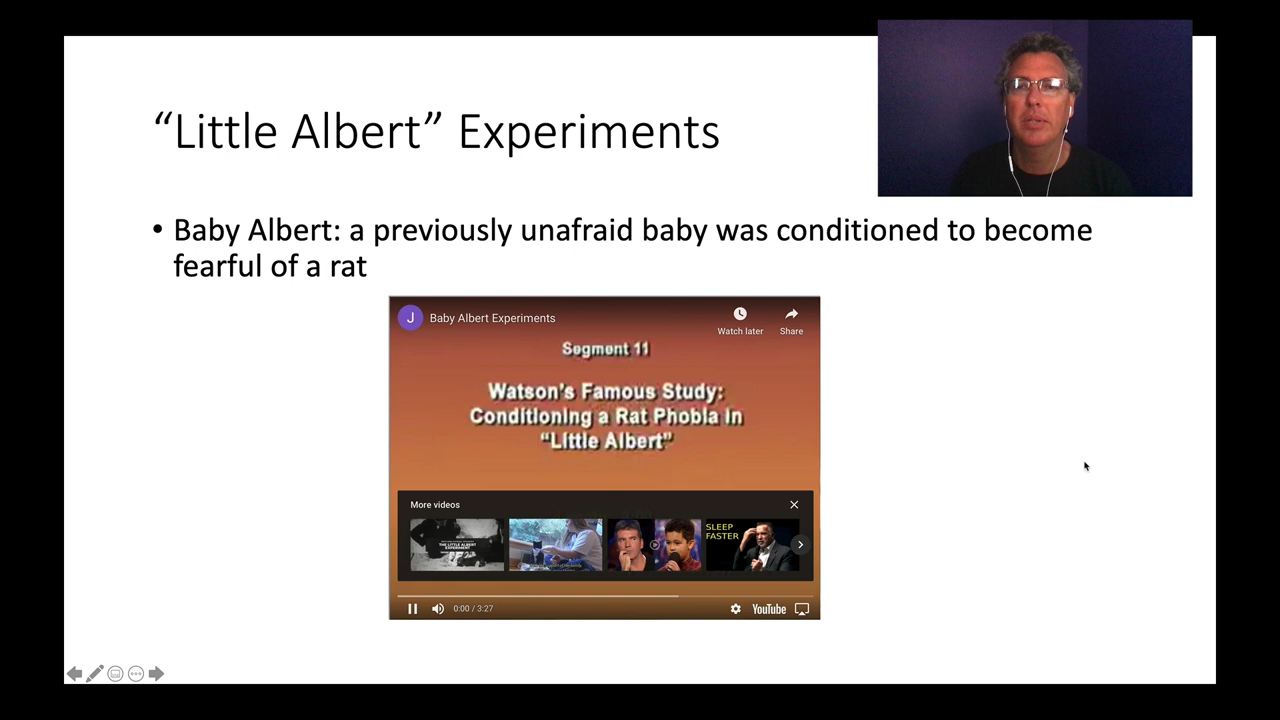 “Little Albert” Experiments
• Baby Albert: a previously unafraid baby was conditioned to become
fearful of a rat
J
Baby Albert Experiments
Watch later
Share
Segment 11
Watson's Famous Study:
Conditioning a Rat Phobia in
“Little Albert”
More videos
THE LITTLE ALBERT
EXPERIMENT
SLEEP
FASTER
0:00 / 3:27
YouTube